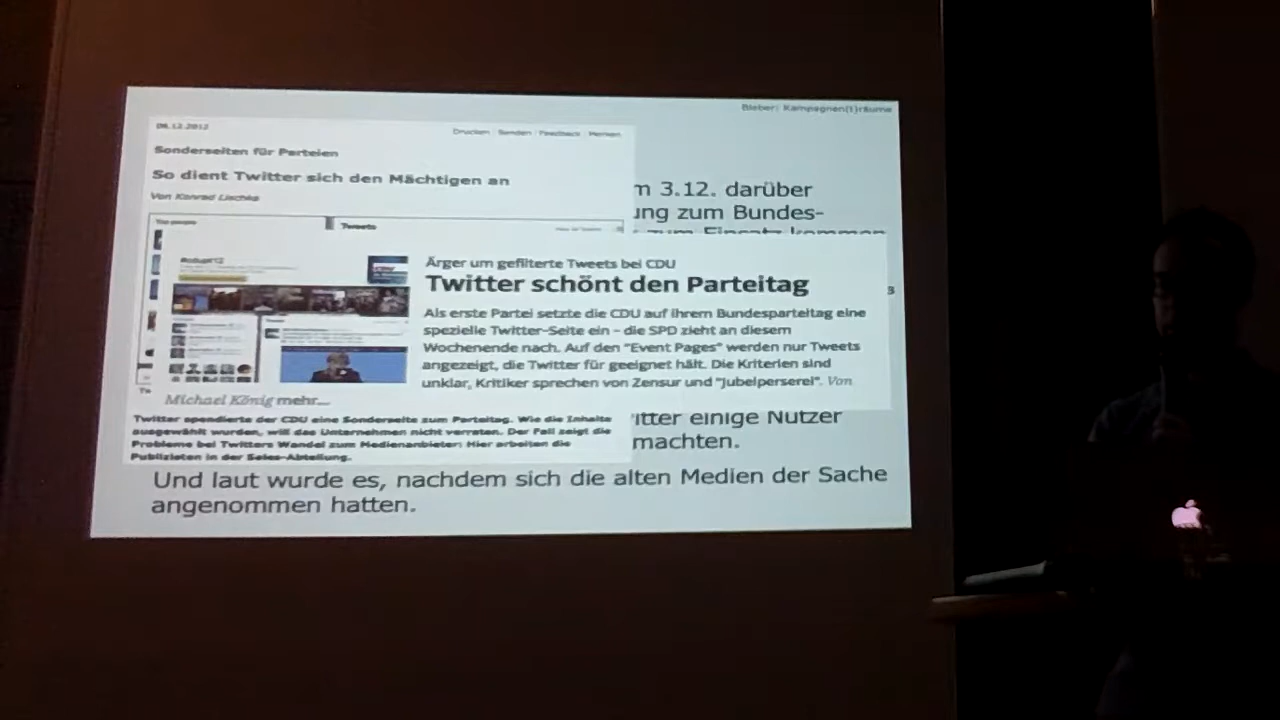 Bieber: Kampagnen(t)räume
06.12.2012
Drucken Senden Feedback Merken
Sonderseiten für Parteien
So dient Twitter sich den Mächtigen an
Von Konrad Lischka
m 3.12. darüber
ung zum Bundes-
zum Einsatz kommen
Tweets
#cdupt12
Ärger um gefilterte Tweets bei CDU
Twitter schönt den Parteitag
Als erste Partei setzte die CDU auf ihrem Bundesparteitag eine
spezielle Twitter-Seite ein – die SPD zieht an diesem
Wochenende nach. Auf den "Event Pages" werden nur Tweets
angezeigt, die Twitter für geeignet hält. Die Kriterien sind
unklar, Kritiker sprechen von Zensur und "Jubelperserei". Von
Michael König mehr...
Twitter spendierte der CDU eine Sonderseite zum Parteitag. Wie die Inhalte
ausgewählt wurden, will das Unternehmen nicht verraten. Der Fall zeigt die
Probleme bei Twitters Wandel zum Medienanbieter: Hier arbeiten die
Publizisten in der Sales-Abteilung.
itter einige Nutzer
machten.
Und laut wurde es, nachdem sich die alten Medien der Sache
angenommen hatten.